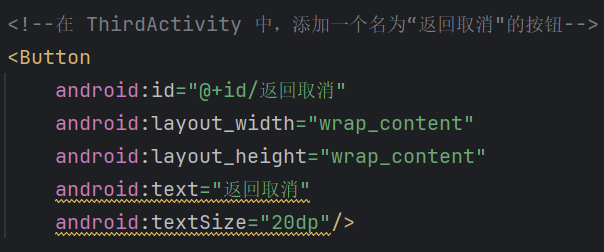 <!--在 ThirdActivity 中，添加一个名为“返回取消"的按钮-->
<Button
android:id="@+id/返回取消"
android:layout_width="wrap_content"
android:layout_height="wrap_content"
android:text="返回取消"
android:textSize="20dp"/>